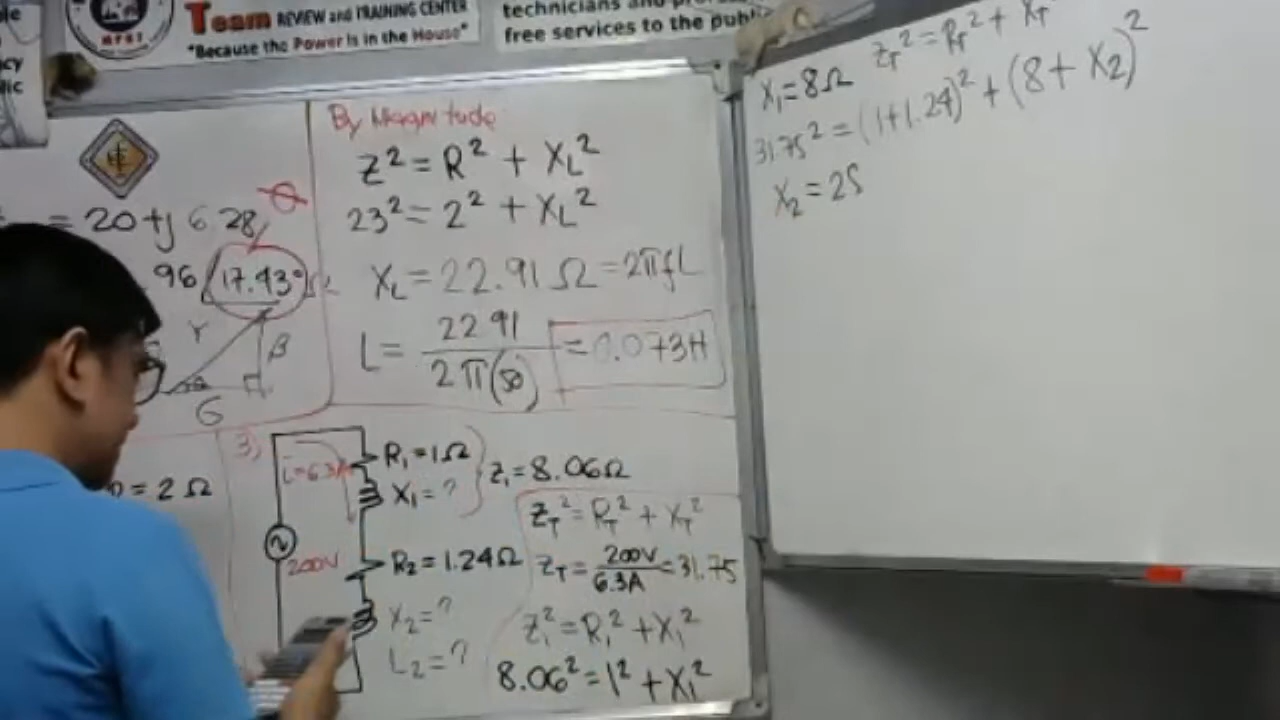 Team REVIEW and TRAINING CENTER
"Because the Power is in the House"
technicians and
free services to the public
MPRT
cy
lic
= 20 + j 6.28
96 /17.43°
θ
Y
β
G
= 2 Ω
By Magnitude:
Z² = R² + XL²
23² = 2² + XL²
XL = 22.91 Ω = 2πfL
L = 22.91 / 2π(50) = 0.073H
3)
i=6.3A
200V
R₁ = 1Ω
X₁ = ?
Z₁ = 8.06Ω
R₂ = 1.24Ω
X₂ = ?
L₂ = ?
ZT² = RT² + XT²
ZT = 200V / 6.3A = 31.75
Z₁² = R₁² + X₁²
8.06² = 1² + X₁²
X₁ = 8Ω
ZT² = RT² + XT²
31.75² = (1+1.24)² + (8 + X₂)²
X₂ = 25